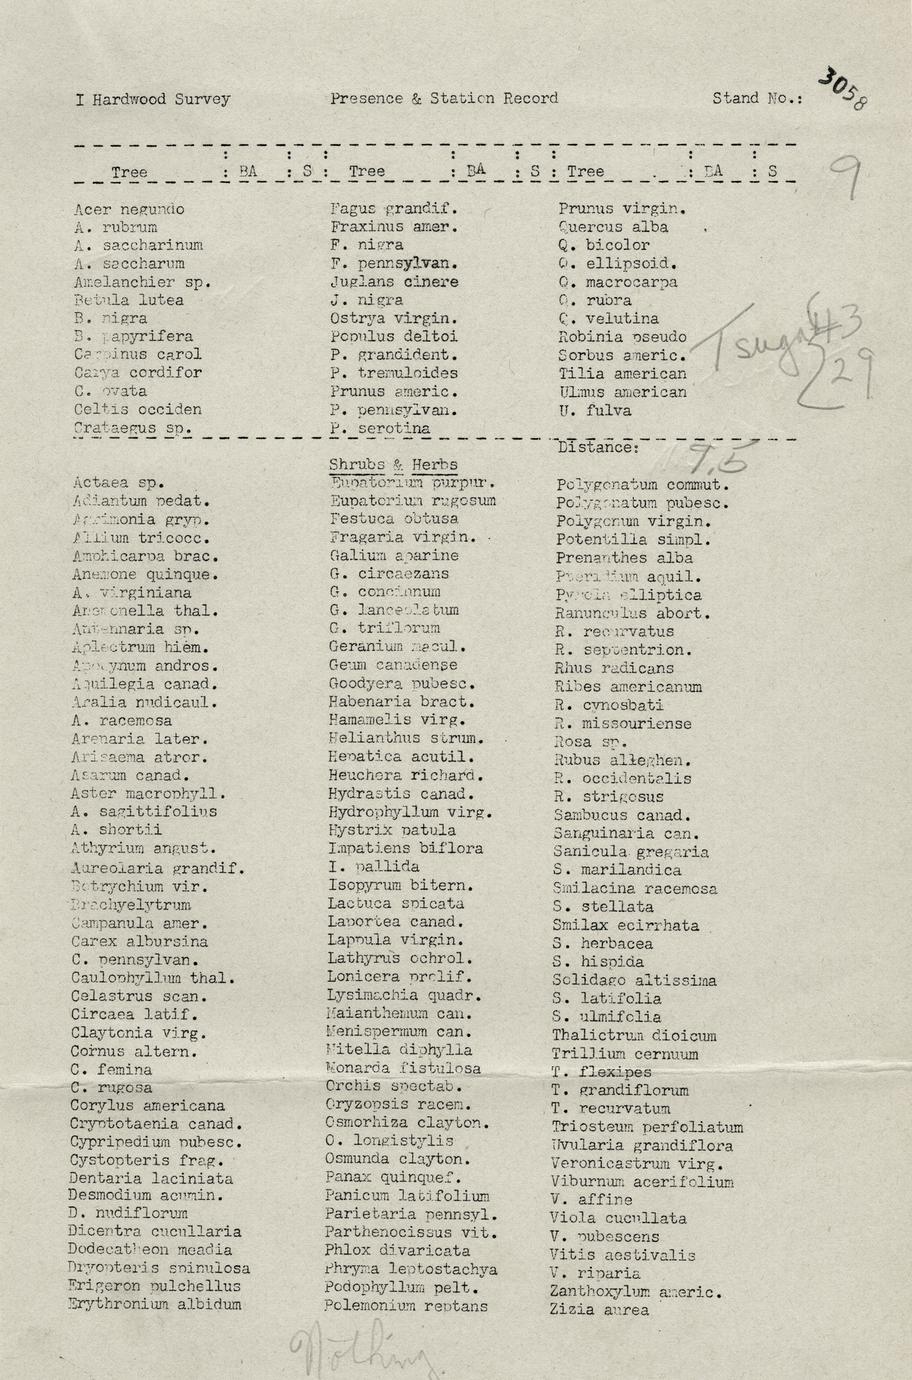 I Hardwood Survey Presence & Station Record Stand No.: 3058
Tree : BA : S : Tree : BA : S : Tree : BA : S
9
Acer negundo Fagus grandif. Prunus virgin.
A. rubrum Fraxinus amer. Quercus alba
A. saccharinum F. nigra Q. bicolor
A. saccharum F. pennsylvan. Q. ellipsoid.
Amelanchier sp. Juglans cinere Q. macrocarpa
Betula lutea J. nigra Q. rubra
B. nigra Ostrya virgin. Q. velutina
B. papyrifera Populus deltoi Robinia pseudo
Carpinus carol P. grandident. Sorbus americ.
Carya cordifor P. tremuloides Tilia american
C. ovata Prunus americ. Ulmus american
Celtis occiden P. pennsylvan. U. fulva
Crataegus sp. P. serotina
Tsuga #3
29
Distance: 9.5
Shrubs & Herbs
Actaea sp. Eupatorium purpur. Polygonatum commut.
Adiantum pedat. Eupatorium rugosum Polygonatum pubesc.
Agrimonia gryp. Festuca obtusa Polygonum virgin.
Allium tricocc. Fragaria virgin. Potentilla simpl.
Amphicarpa brac. Galium aparine Prenanthes alba
Anemone quinque. G. circaezans Pteridium aquil.
A. virginiana G. concinnum Pyrola elliptica
Anemonella thal. G. lanceolatum Ranunculus abort.
Antennaria sp. G. triflorum R. recurvatus
Aplectrum hiem. Geranium macul. R. septentrion.
Apocynum andros. Geum canadense Rhus radicans
Aquilegia canad. Goodyera pubesc. Ribes americanum
Aralia nudicaul. Habenaria bract. R. cynosbati
A. racemosa Hamamelis virg. R. missouriense
Arenaria later. Helianthus strum. Rosa sp.
Arisaema atror. Hepatica acutil. Rubus alleghen.
Asarum canad. Heuchera richard. R. occidentalis
Aster macrophyll. Hydrastis canad. R. strigosus
A. sagittifolius Hydrophyllum virg. Sambucus canad.
A. shortii Hystrix patula Sanguinaria can.
Athyrium angust. Impatiens biflora Sanicula gregaria
Aureolaria grandif. I. pallida S. marilandica
Botrychium vir. Isopyrum bitern. Smilacina racemosa
Brachyelytrum Lactuca spicata S. stellata
Campanula amer. Laportea canad. Smilax ecirrhata
Carex albursina Lappula virgin. S. herbacea
C. pennsylvan. Lathyrus ochrol. S. hispida
Caulophyllum thal. Lonicera prolif. Solidago altissima
Celastrus scan. Lysimachia quadr. S. latifolia
Circaea latif. Maianthemum can. S. ulmifolia
Claytonia virg. Menispermum can. Thalictrum dioicum
Cornus altern. Mitella diphylla Trillium cernuum
C. femina Monarda fistulosa T. flexipes
C. rugosa Orchis spectab. T. grandiflorum
Corylus americana Oryzopsis racem. T. recurvatum
Cryptotaenia canad. Osmorhiza clayton. Triosteum perfoliatum
Cypripedium pubesc. O. longistylis Uvularia grandiflora
Cystopteris frag. Osmunda clayton. Veronicastrum virg.
Dentaria laciniata Panax quinquef. Viburnum acerifolium
Desmodium acumin. Panicum latifolium V. affine
D. nudiflorum Parietaria pennsyl. Viola cucullata
Dicentra cucullaria Parthenocissus vit. V. pubescens
Dodecatheon meadia Phlox divaricata Vitis aestivalis
Dryopteris spinulosa Phryma leptostachya V. riparia
Erigeron pulchellus Podophyllum pelt. Zanthoxylum americ.
Erythronium albidum Polemonium reptans Zizia aurea
Nothing.